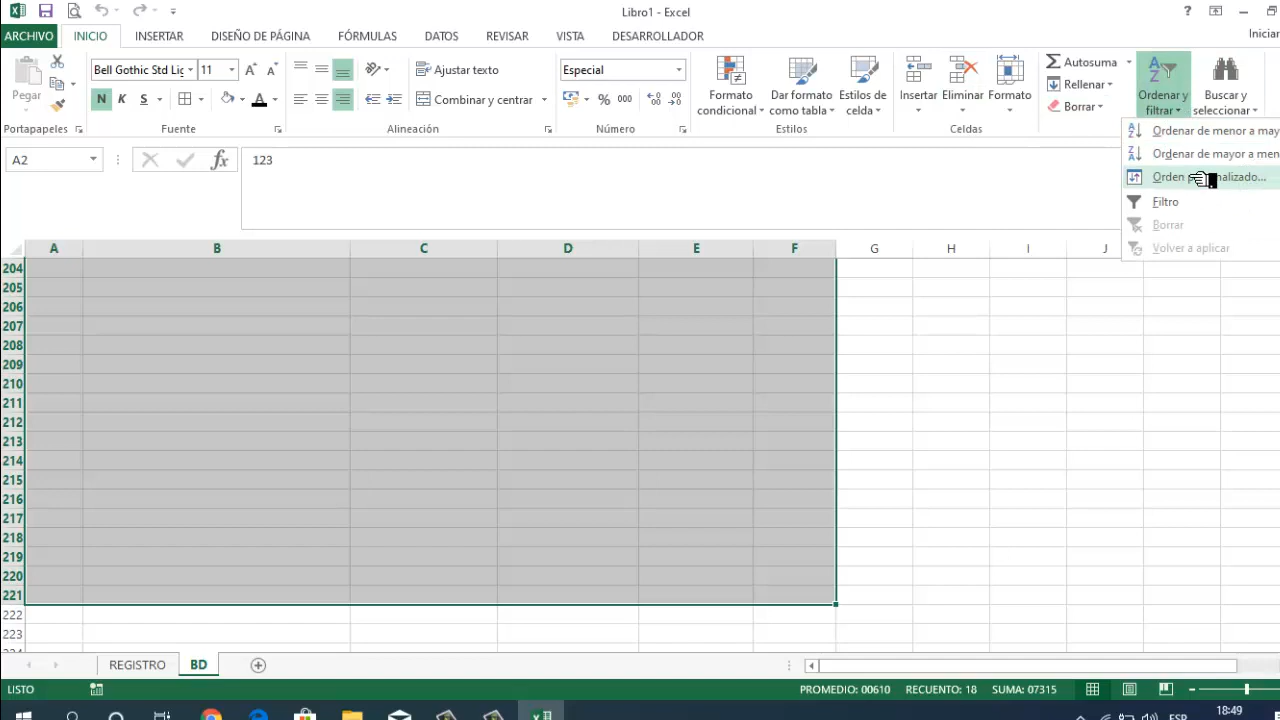 Libro1 - Excel
?
ARCHIVO INICIO INSERTAR DISEÑO DE PÁGINA FÓRMULAS DATOS REVISAR VISTA DESARROLLADOR Iniciar
Pegar
Portapapeles
Bell Gothic Std Lig 11
A A
N K S A
Fuente
Ajustar texto
Combinar y centrar
Alineación
Especial
% 000
Número
Formato condicional
Dar formato como tabla
Estilos de celda
Estilos
Insertar
Eliminar
Formato
Celdas
Autosuma
Rellenar
Borrar
Ordenar y filtrar
Buscar y seleccionar
Ordenar de menor a may
Ordenar de mayor a men
Orden
Filtro
Borrar
Volver a aplicar
A2 fx 123
A B C D E F G H I J
204
205
206
207
208
209
210
211
212
213
214
215
216
217
218
219
220
221
222
223
REGISTRO BD
LISTO PROMEDIO: 00610 RECUENTO: 18 SUMA: 07315
ESP 18:49